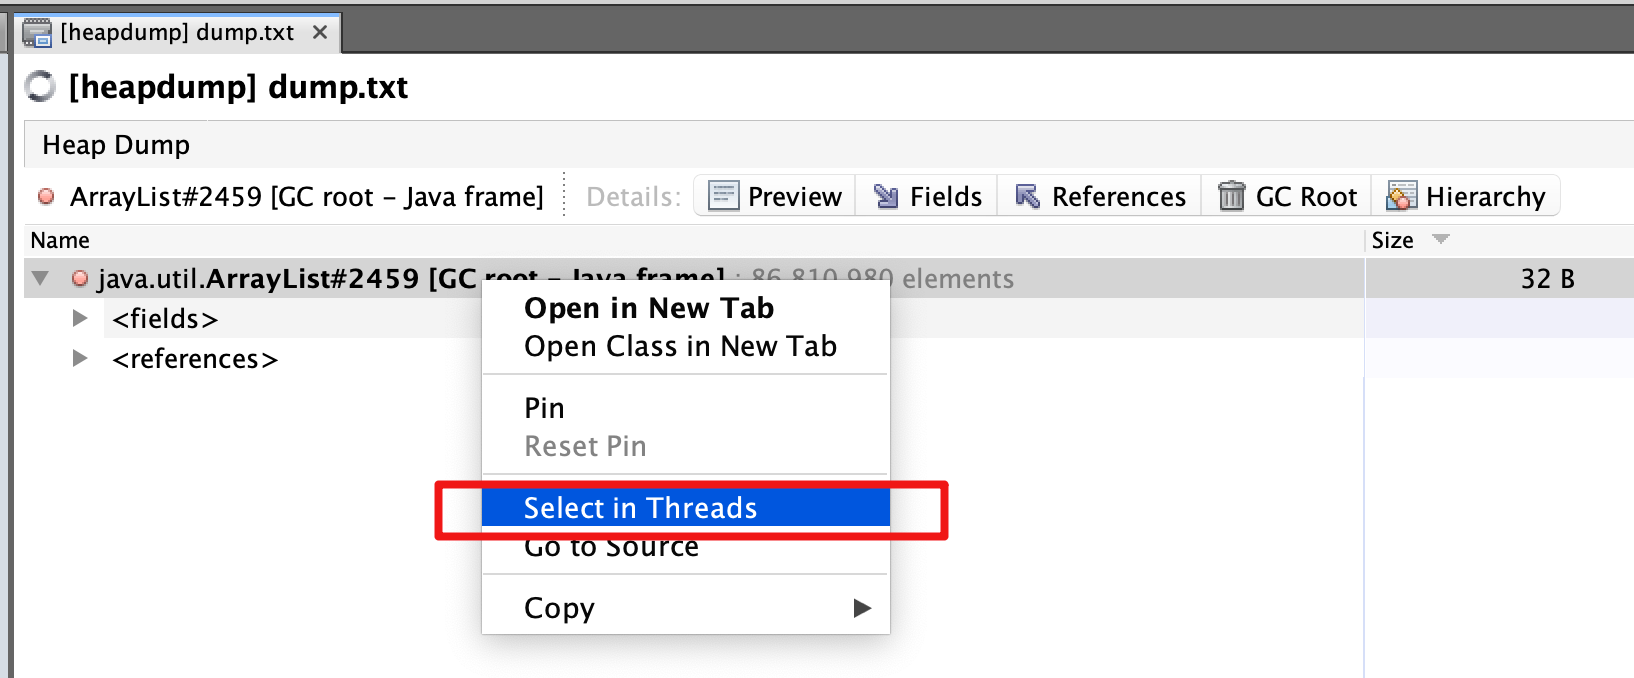 [heapdump] dump.txt ×
[heapdump] dump.txt
Heap Dump
ArrayList#2459 [GC root – Java frame] Details: Preview Fields References GC Root Hierarchy
Name Size
java.util.ArrayList#2459 [GC root – Java frame] : 86,810,980 elements 32 B
<fields>
<references>
Open in New Tab
Open Class in New Tab
Pin
Reset Pin
Select in Threads
Go to Source
Copy